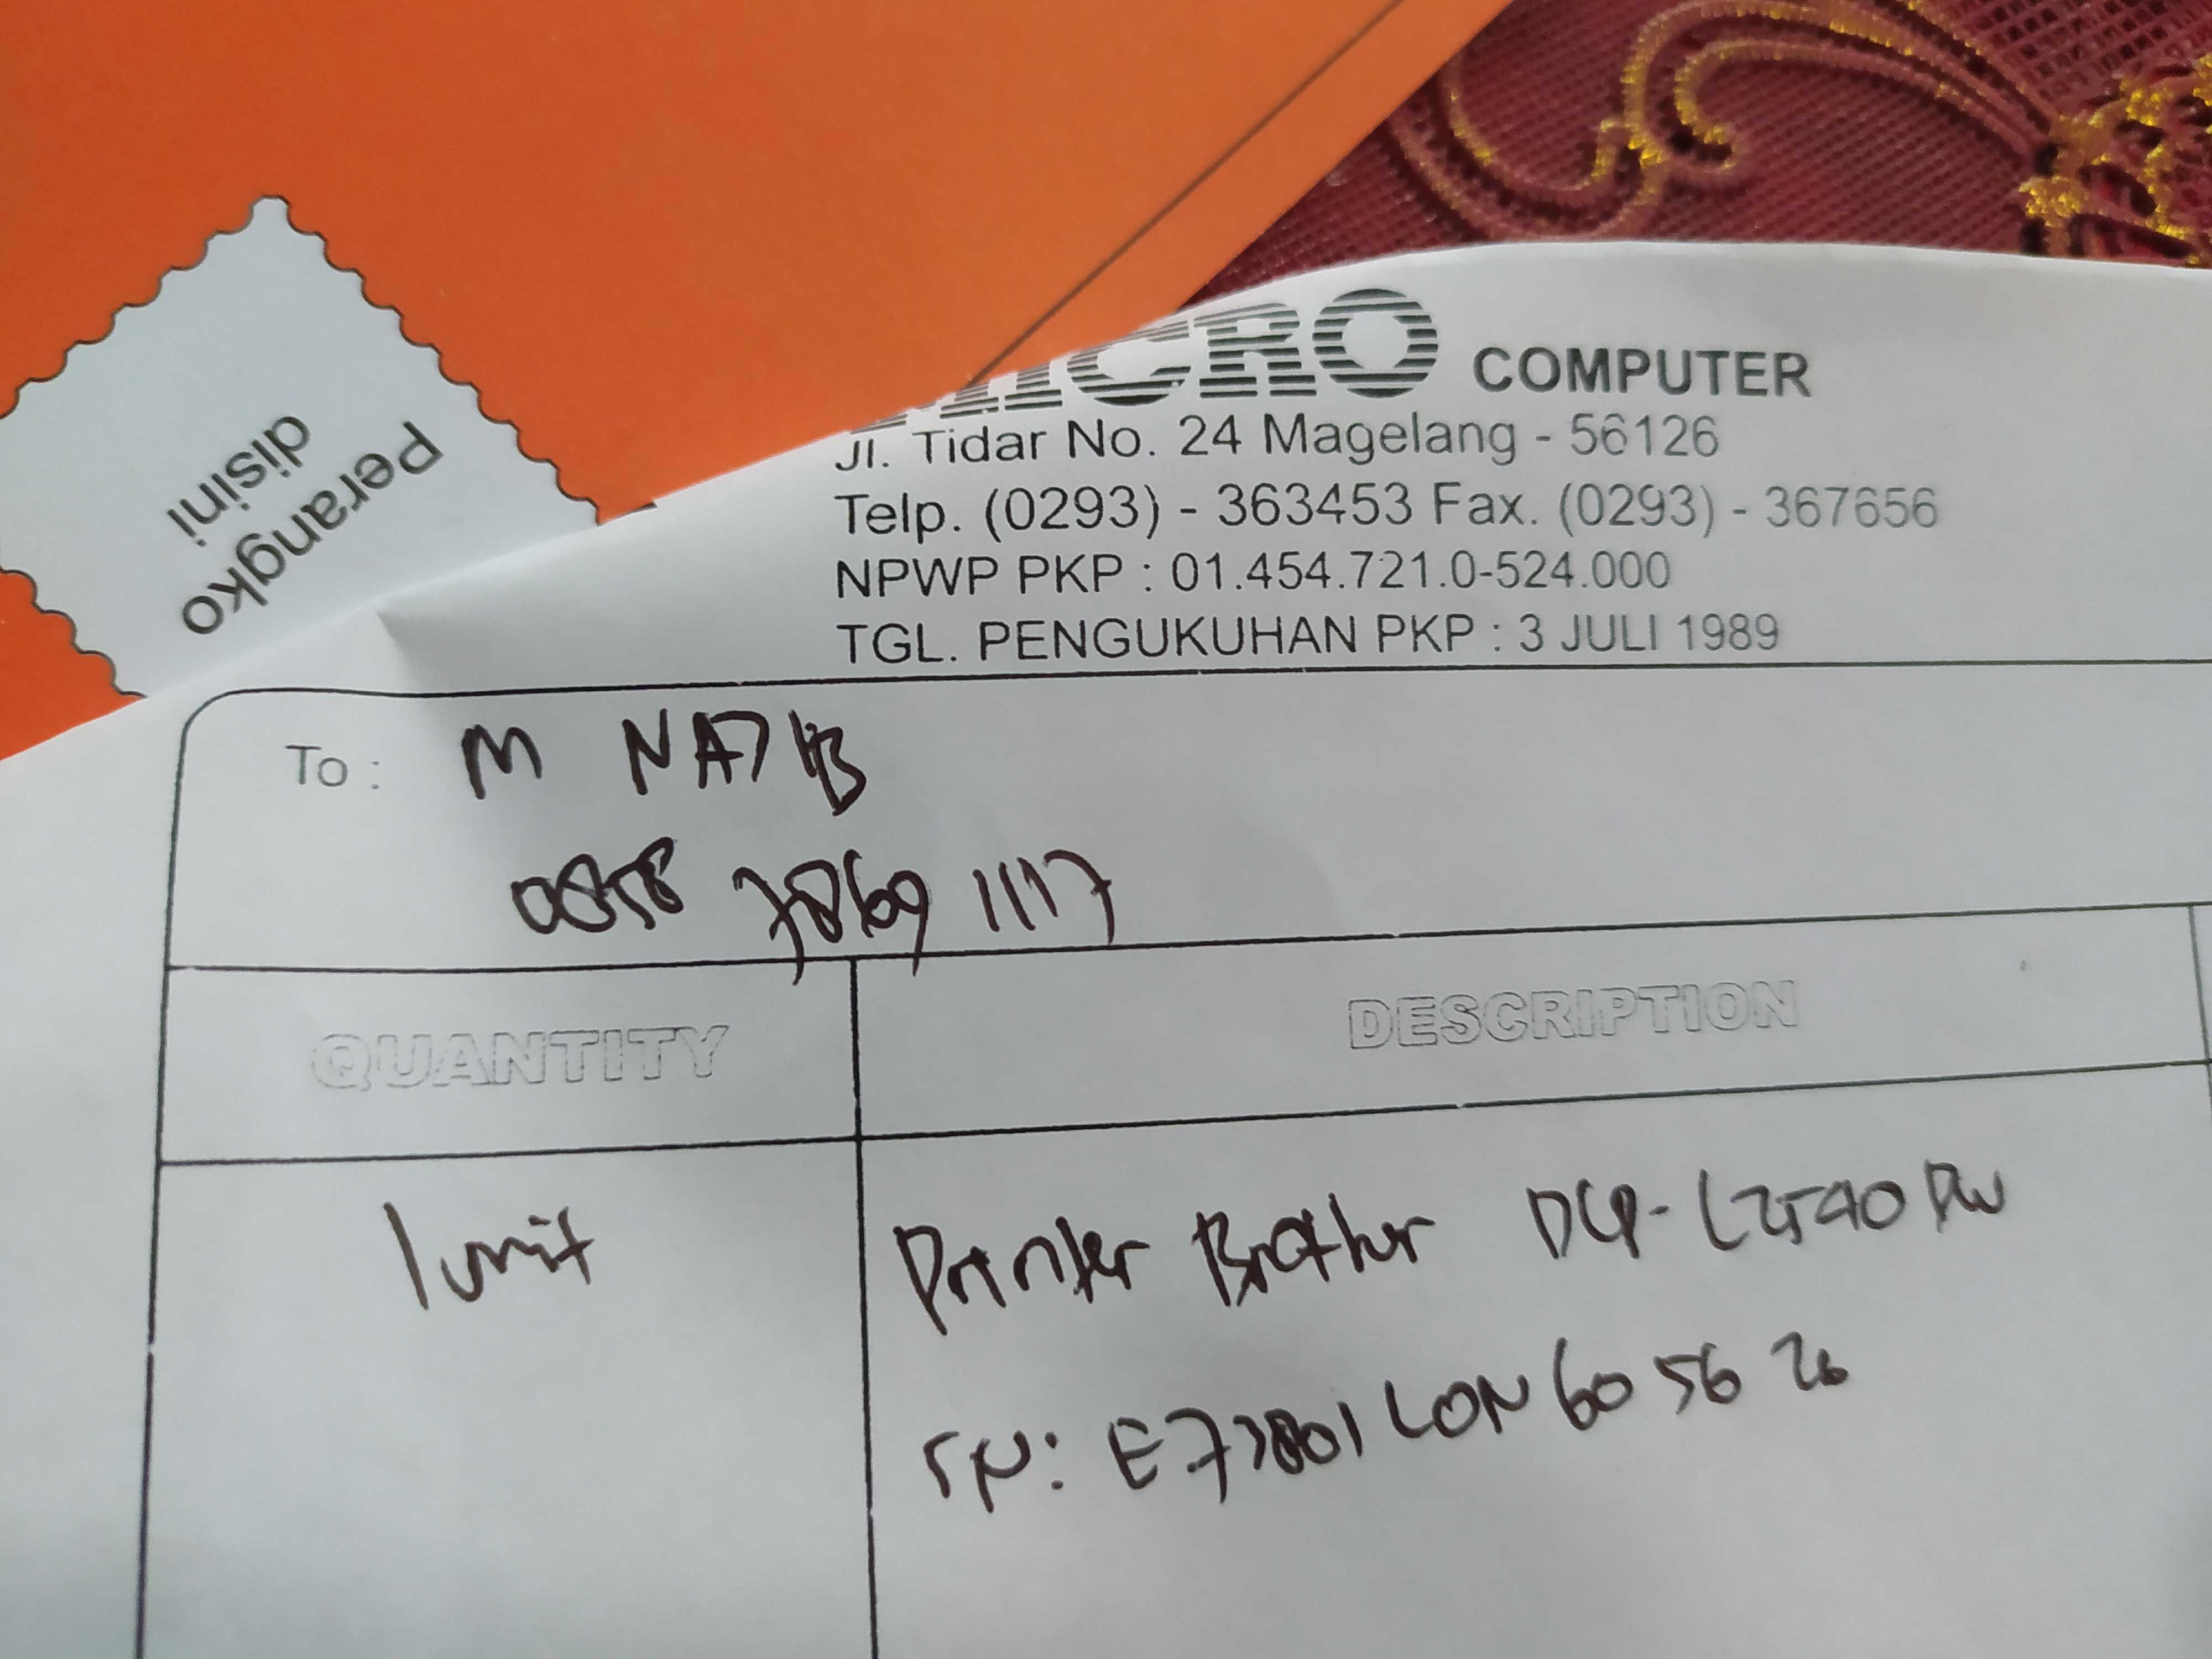 Perangko
disini
MICRO COMPUTER
Jl. Tidar No. 24 Magelang - 56126
Telp. (0293) - 363453 Fax. (0293) - 367656
NPWP PKP : 01.454.721.0-524.000
TGL. PENGUKUHAN PKP : 3 JULI 1989
To : M NA7IB
0858 7869 1117
QUANTITY DESCRIPTION
1 unit Printer Brother DCP-L2540DW
SN: E73801L0N605626